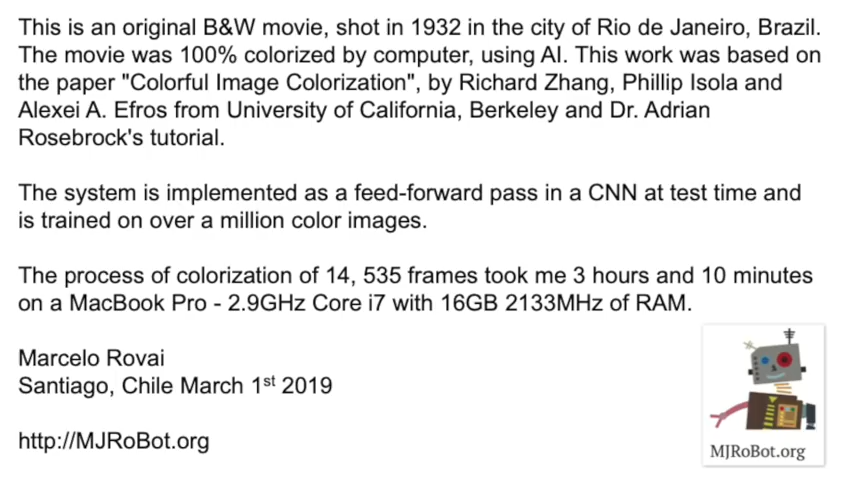 This is an original B&W movie, shot in 1932 in the city of Rio de Janeiro, Brazil.
The movie was 100% colorized by computer, using AI. This work was based on
the paper "Colorful Image Colorization", by Richard Zhang, Phillip Isola and
Alexei A. Efros from University of California, Berkeley and Dr. Adrian
Rosebrock's tutorial.
The system is implemented as a feed-forward pass in a CNN at test time and
is trained on over a million color images.
The process of colorization of 14, 535 frames took me 3 hours and 10 minutes
on a MacBook Pro - 2.9GHz Core i7 with 16GB 2133MHz of RAM.
Marcelo Rovai
Santiago, Chile March 1st 2019
http://MJRoBot.org
MJRoBot.org